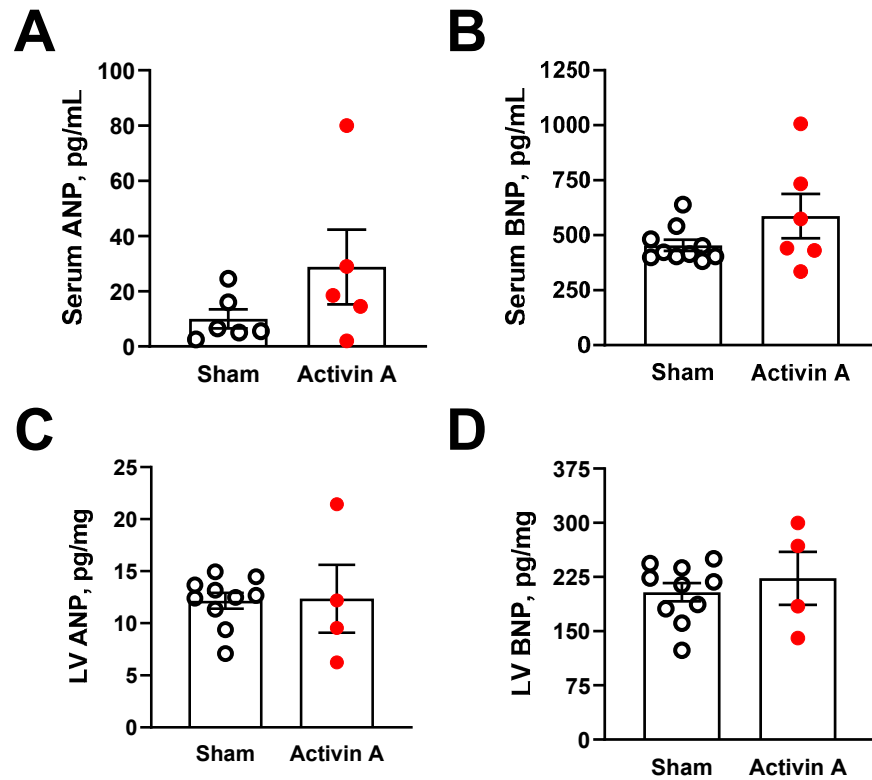 A
Serum ANP, pg/mL
100
80
60
40
20
0
Sham Activin A
B
Serum BNP, pg/mL
1250
1000
750
500
250
0
Sham Activin A
C
LV ANP, pg/mg
25
20
15
10
5
0
Sham Activin A
D
LV BNP, pg/mg
375
300
225
150
75
0
Sham Activin A